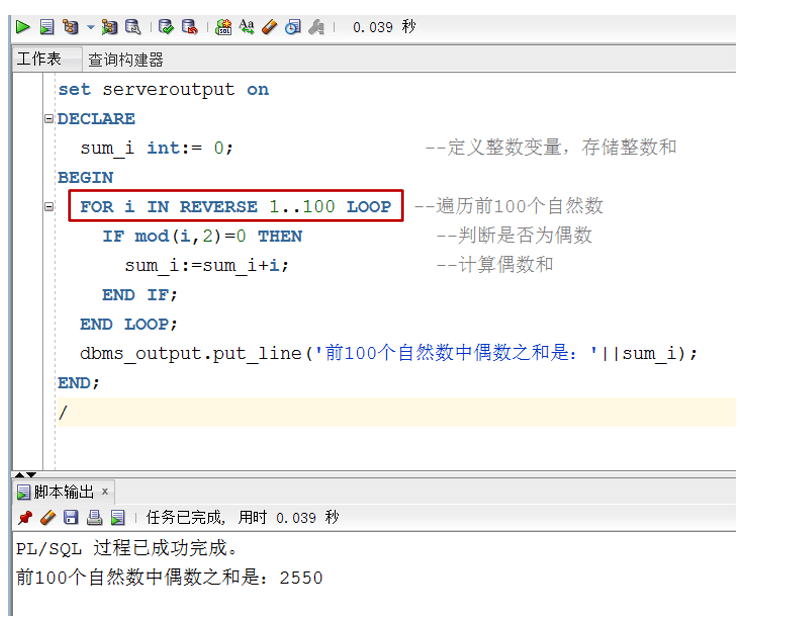 0.039 秒
工作表 查询构建器
set serveroutput on
DECLARE
sum_i int:= 0; --定义整数变量，存储整数和
BEGIN
FOR i IN REVERSE 1..100 LOOP --遍历前100个自然数
IF mod(i,2)=0 THEN --判断是否为偶数
sum_i:=sum_i+i; --计算偶数和
END IF;
END LOOP;
dbms_output.put_line('前100个自然数中偶数之和是：'||sum_i);
END;
/
脚本输出 ×
任务已完成, 用时 0.039 秒
PL/SQL 过程已成功完成。
前100个自然数中偶数之和是：2550